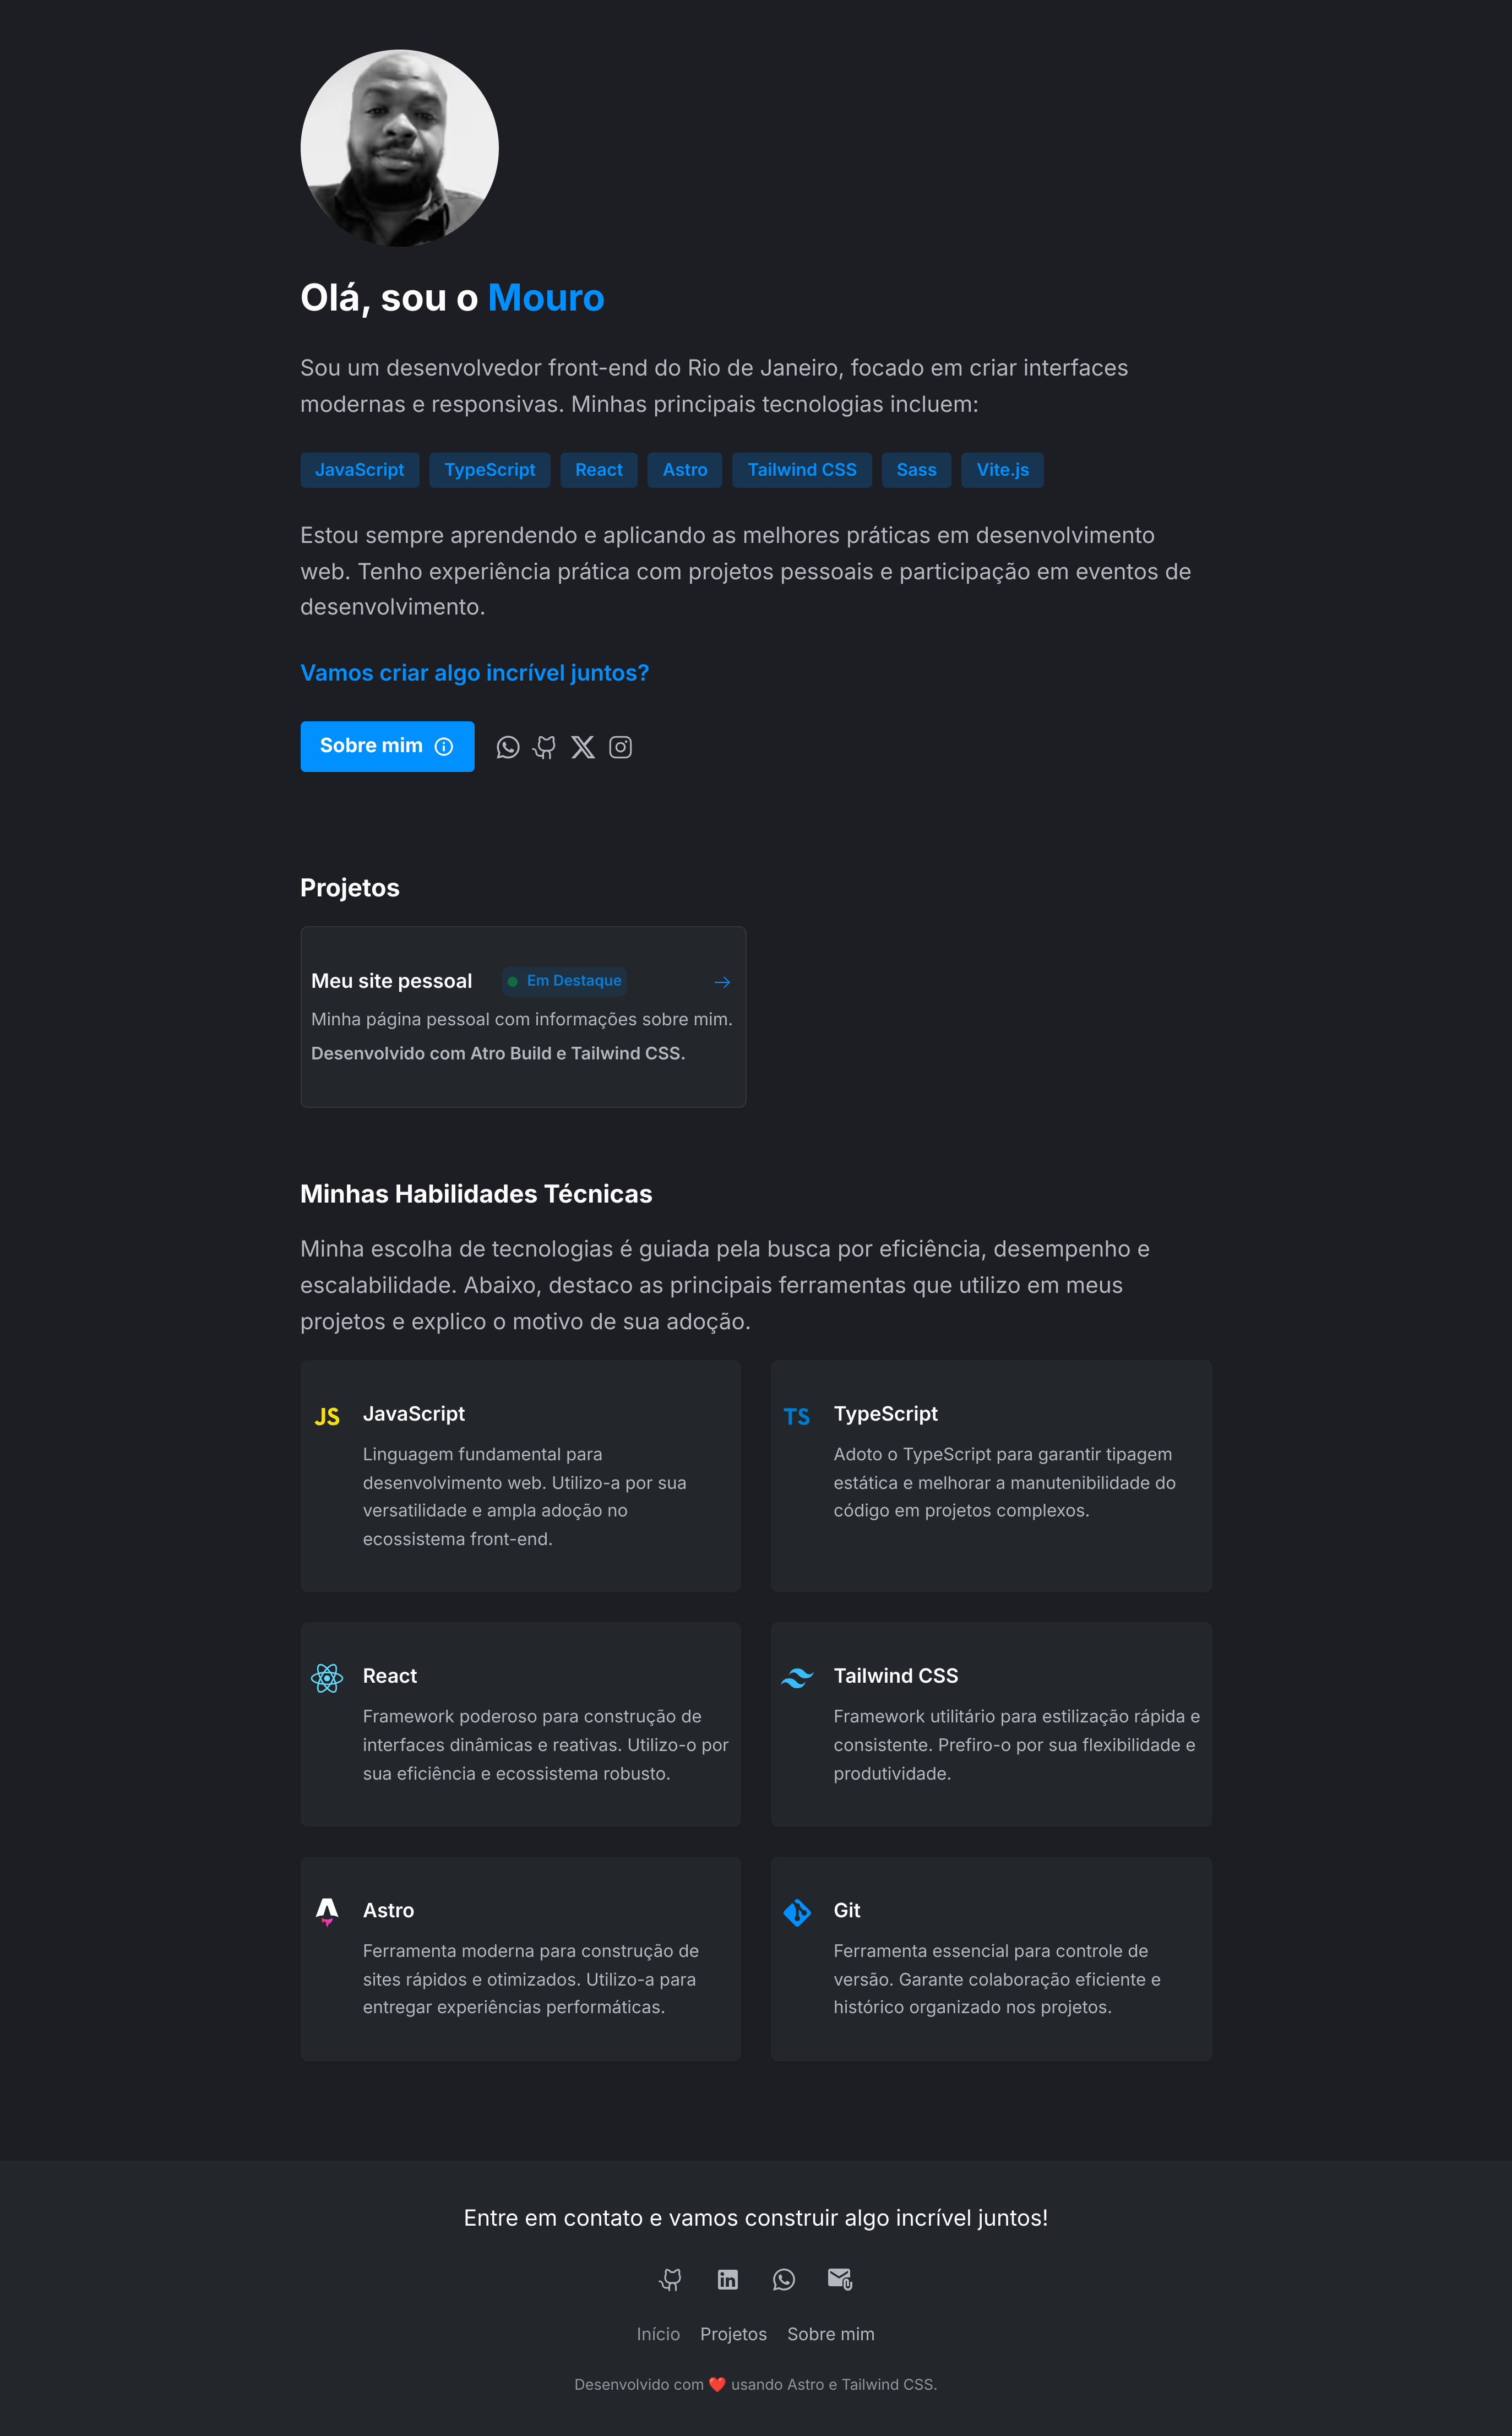 Olá, sou o Mouro
Sou um desenvolvedor front-end do Rio de Janeiro, focado em criar interfaces
modernas e responsivas. Minhas principais tecnologias incluem:
JavaScript TypeScript React Astro Tailwind CSS Sass Vite.js
Estou sempre aprendendo e aplicando as melhores práticas em desenvolvimento
web. Tenho experiência prática com projetos pessoais e participação em eventos de
desenvolvimento.
Vamos criar algo incrível juntos?
Sobre mim
Projetos
Meu site pessoal Em Destaque
Minha página pessoal com informações sobre mim.
Desenvolvido com Atro Build e Tailwind CSS.
Minhas Habilidades Técnicas
Minha escolha de tecnologias é guiada pela busca por eficiência, desempenho e
escalabilidade. Abaixo, destaco as principais ferramentas que utilizo em meus
projetos e explico o motivo de sua adoção.
JS JavaScript
Linguagem fundamental para
desenvolvimento web. Utilizo-a por sua
versatilidade e ampla adoção no
ecossistema front-end.
TS TypeScript
Adoto o TypeScript para garantir tipagem
estática e melhorar a manutenibilidade do
código em projetos complexos.
React
Framework poderoso para construção de
interfaces dinâmicas e reativas. Utilizo-o por
sua eficiência e ecossistema robusto.
Tailwind CSS
Framework utilitário para estilização rápida e
consistente. Prefiro-o por sua flexibilidade e
produtividade.
Astro
Ferramenta moderna para construção de
sites rápidos e otimizados. Utilizo-a para
entregar experiências performáticas.
Git
Ferramenta essencial para controle de
versão. Garante colaboração eficiente e
histórico organizado nos projetos.
Entre em contato e vamos construir algo incrível juntos!
Início Projetos Sobre mim
Desenvolvido com ❤️ usando Astro e Tailwind CSS.